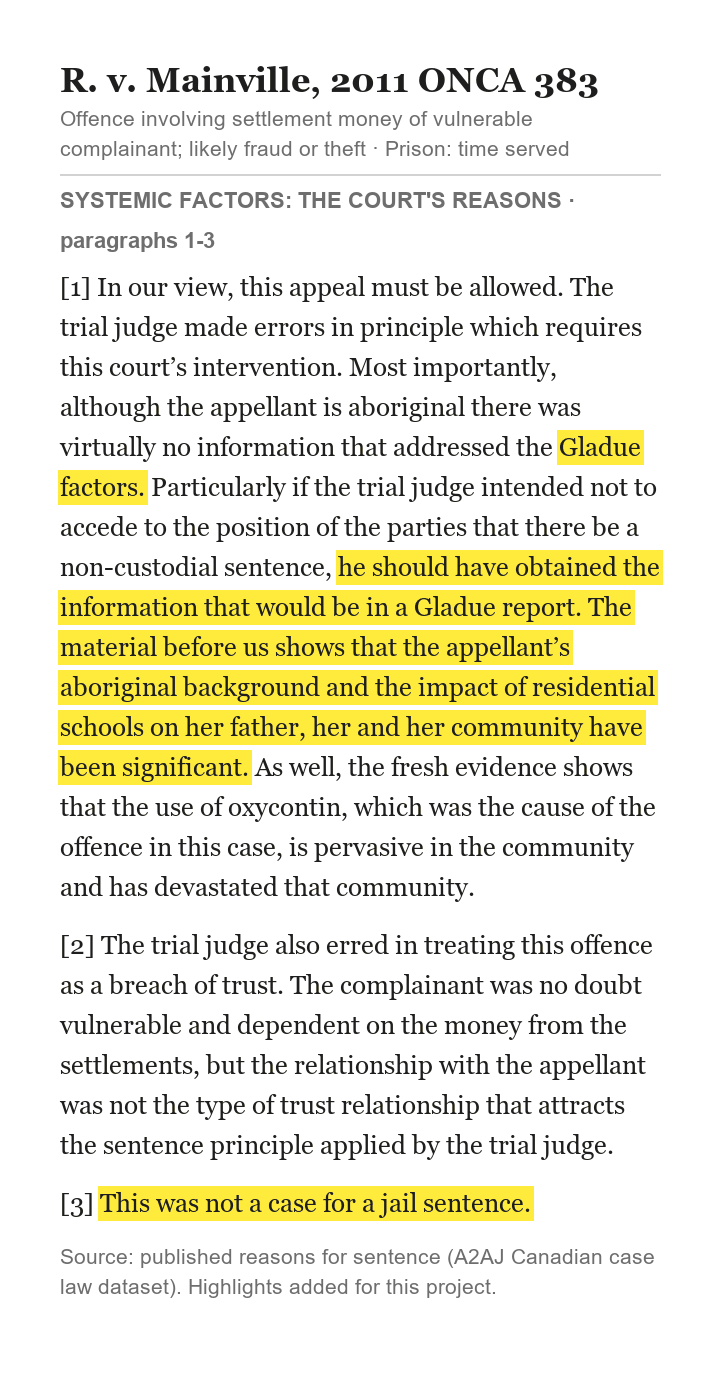 R. v. Mainville, 2011 ONCA 383
Offence involving settlement money of vulnerable
complainant; likely fraud or theft · Prison: time served
SYSTEMIC FACTORS: THE COURT'S REASONS ·
paragraphs 1-3
[1] In our view, this appeal must be allowed. The
trial judge made errors in principle which requires
this court’s intervention. Most importantly,
although the appellant is aboriginal there was
virtually no information that addressed the Gladue
factors. Particularly if the trial judge intended not to
accede to the position of the parties that there be a
non-custodial sentence, he should have obtained the
information that would be in a Gladue report. The
material before us shows that the appellant’s
aboriginal background and the impact of residential
schools on her father, her and her community have
been significant. As well, the fresh evidence shows
that the use of oxycontin, which was the cause of the
offence in this case, is pervasive in the community
and has devastated that community.
[2] The trial judge also erred in treating this offence
as a breach of trust. The complainant was no doubt
vulnerable and dependent on the money from the
settlements, but the relationship with the appellant
was not the type of trust relationship that attracts
the sentence principle applied by the trial judge.
[3] This was not a case for a jail sentence.
Source: published reasons for sentence (A2AJ Canadian case
law dataset). Highlights added for this project.